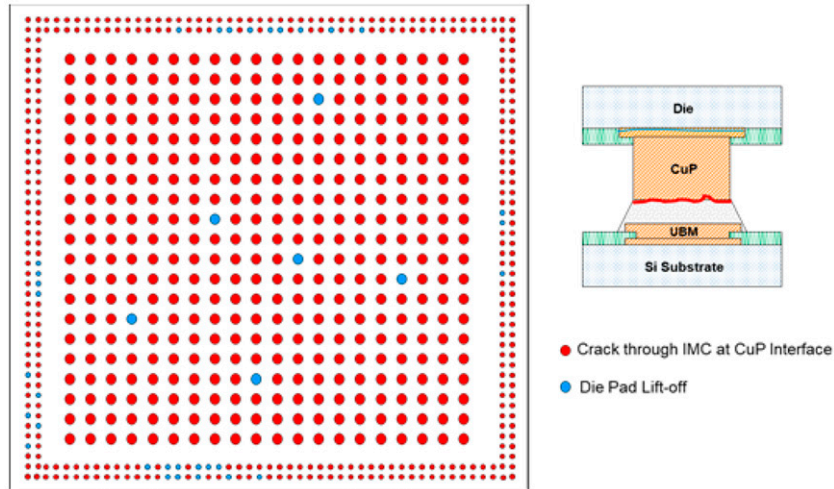 Die
CuP
UBM
Si Substrate
Crack through IMC at CuP Interface
Die Pad Lift-off